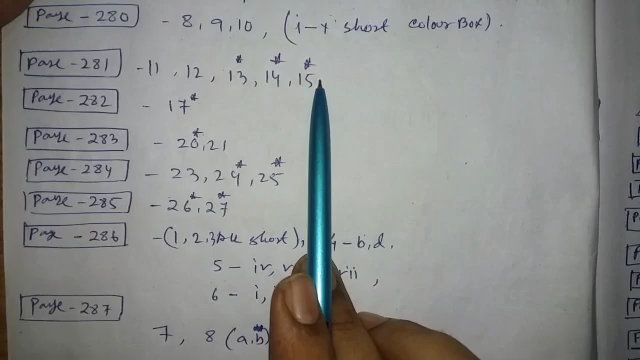 Page - 280 - 8, 9, 10, (i-x short colour Box).
Page - 281 - 11, 12, 13*, 14*, 15*
Page - 282 - 17*
Page - 283 - 20*, 21
Page - 284 - 23, 24*, 25*
Page - 285 - 26*, 27*
Page - 286 - (1, 2, 3 short), - b, d,
5 - iv,
6 - i,
Page - 287
7, 8 (a, b